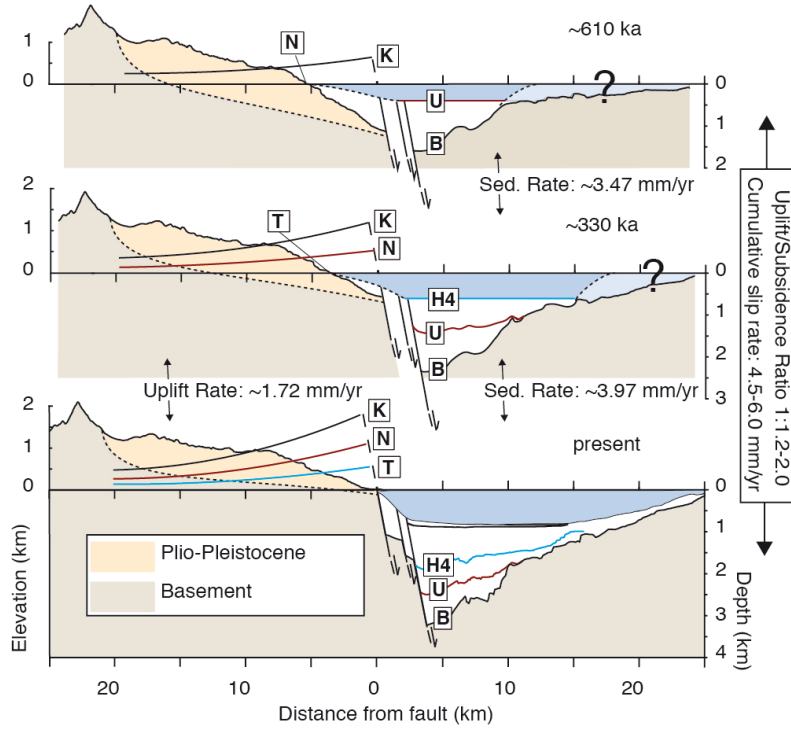 ~610 ka
N
K
1
0
U
B
?
0
1
2
Sed. Rate: ~3.47 mm/yr
~330 ka
2
1
0
T
K
N
H4
U
B
?
0
1
2
3
Uplift Rate: ~1.72 mm/yr
Sed. Rate: ~3.97 mm/yr
present
2
1
0
K
N
T
H4
U
B
0
1
2
3
4
Plio-Pleistocene
Basement
Elevation (km)
Depth (km)
20
10
0
10
20
Distance from fault (km)
Uplift/Subsidence Ratio 1:1.2-2.0
Cumulative slip rate: 4.5-6.0 mm/yr